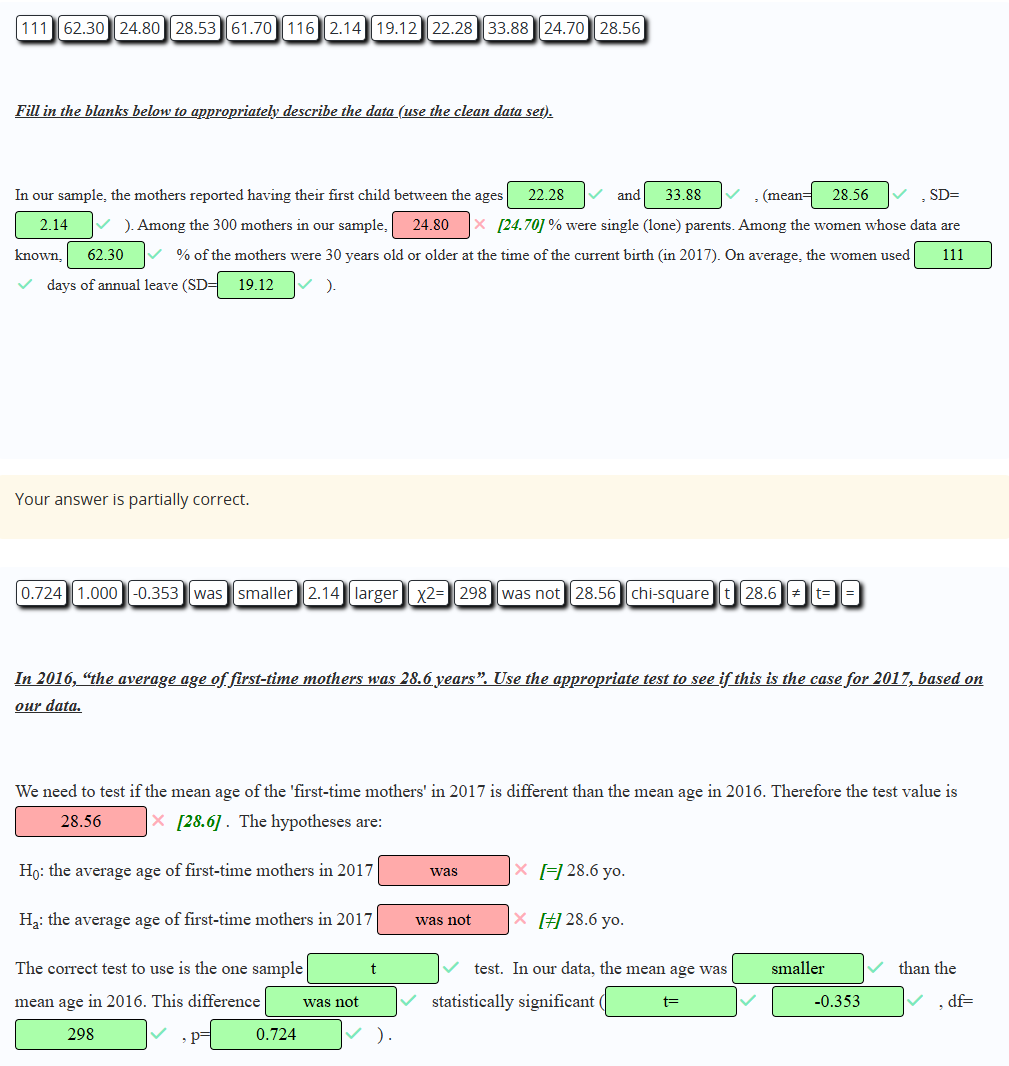 111 62.30 24.80 28.53 61.70 116 2.14 19.12 22.28 33.88 24.70 28.56
Fill in the blanks below to appropriately describe the data (use the clean data set).
In our sample, the mothers reported having their first child between the ages 22.28 ✓ and 33.88 ✓ , (mean= 28.56 ✓ , SD=
2.14 ✓ ). Among the 300 mothers in our sample, 24.80 ✕ [24.70] % were single (lone) parents. Among the women whose data are
known, 62.30 ✓ % of the mothers were 30 years old or older at the time of the current birth (in 2017). On average, the women used 111
✓ days of annual leave (SD= 19.12 ✓ ).
Your answer is partially correct.
0.724 1.000 -0.353 was smaller 2.14 larger χ2= 298 was not 28.56 chi-square t 28.6 ≠ t= =
In 2016, “the average age of first-time mothers was 28.6 years”. Use the appropriate test to see if this is the case for 2017, based on
our data.
We need to test if the mean age of the 'first-time mothers' in 2017 is different than the mean age in 2016. Therefore the test value is
28.56 ✕ [28.6] . The hypotheses are:
H₀: the average age of first-time mothers in 2017 was ✕ [=] 28.6 yo.
Hₐ: the average age of first-time mothers in 2017 was not ✕ [≠] 28.6 yo.
The correct test to use is the one sample t ✓ test. In our data, the mean age was smaller ✓ than the
mean age in 2016. This difference was not ✓ statistically significant ( t= ✓ -0.353 ✓ , df=
298 ✓ , p= 0.724 ✓ ) .